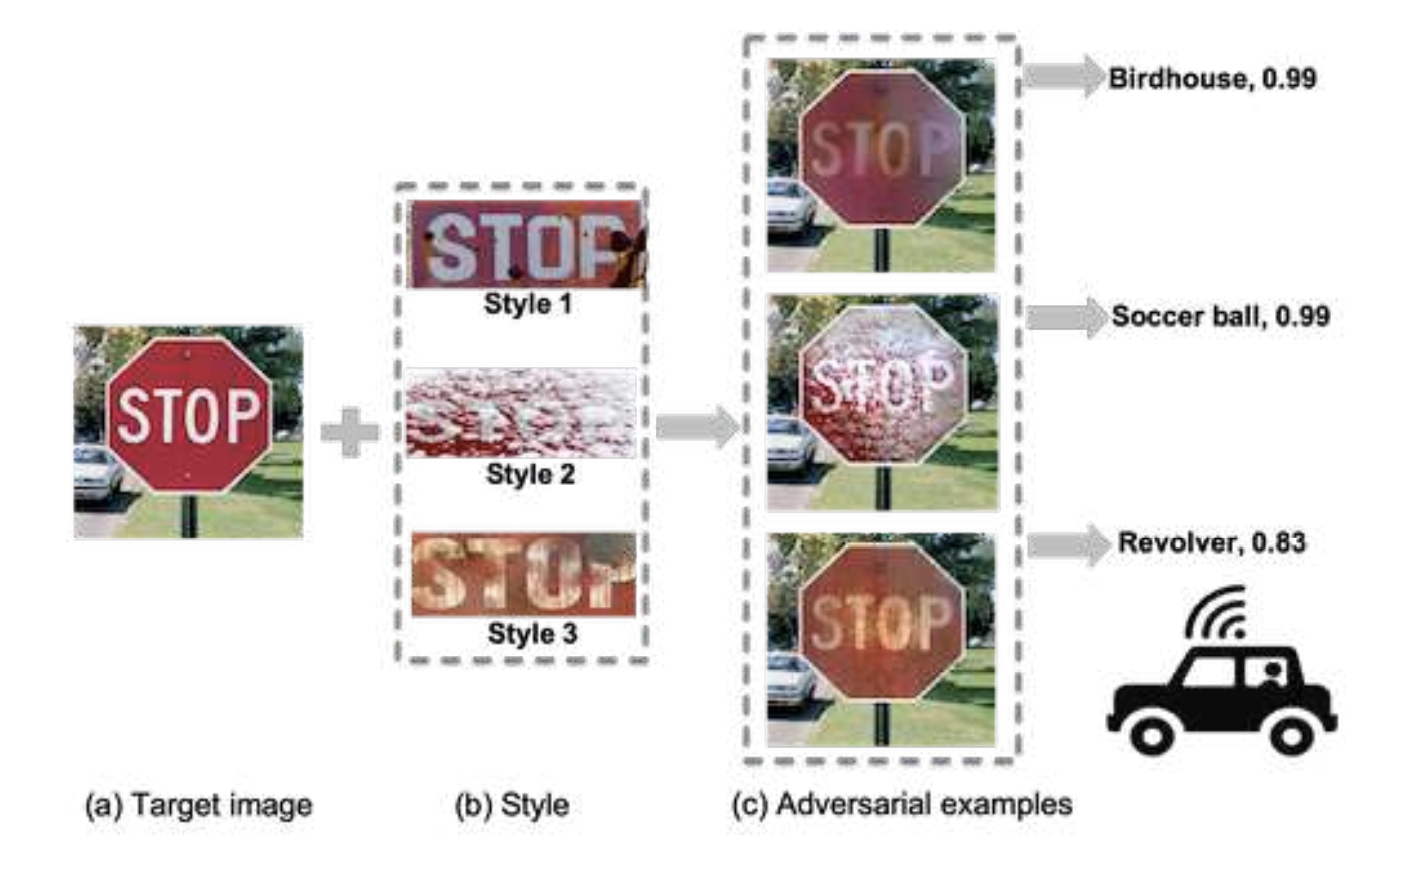 STOP
STOP
Style 1
Style 2
STOP
Style 3
STOP
STOP
STOP
Birdhouse, 0.99
Soccer ball, 0.99
Revolver, 0.83
(a) Target image
(b) Style
(c) Adversarial examples